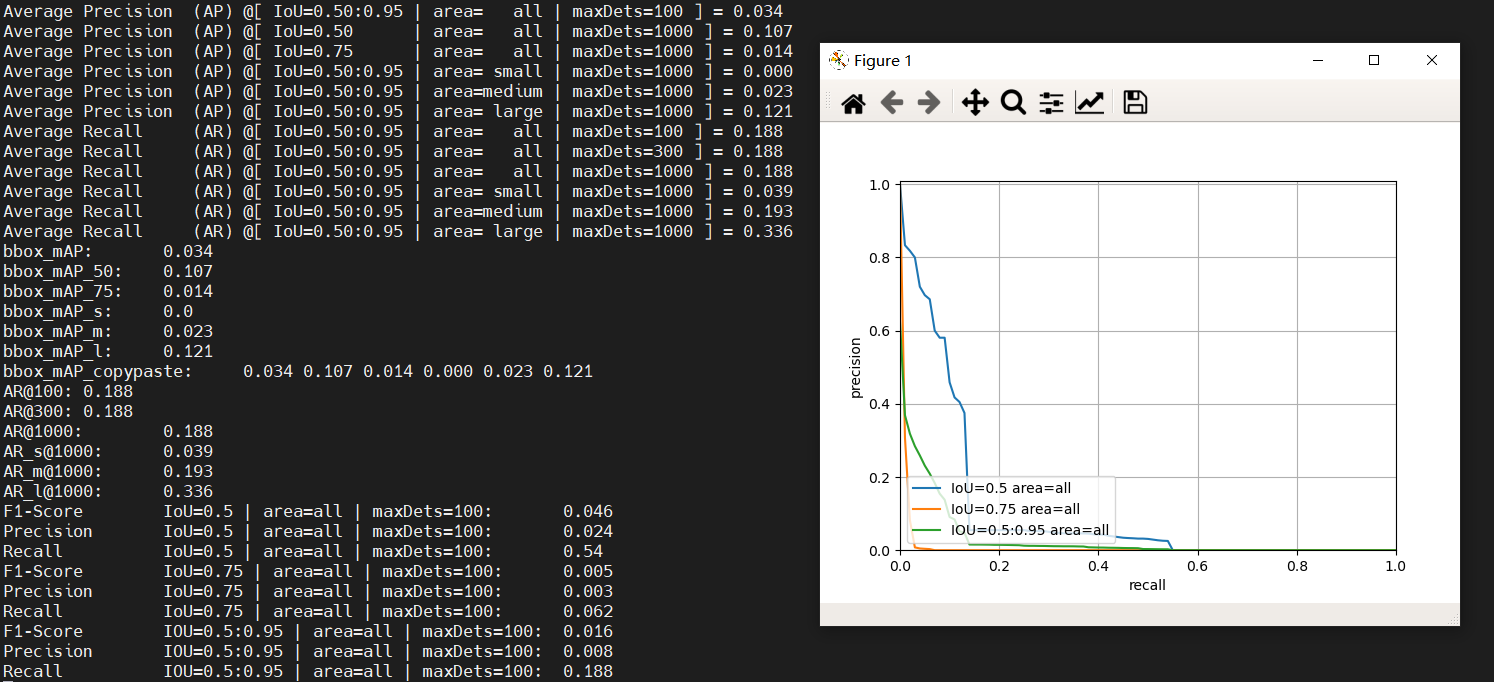 Average Precision  (AP) @[ IoU=0.50:0.95 | area=   all | maxDets=100 ] = 0.034
Average Precision  (AP) @[ IoU=0.50      | area=   all | maxDets=1000 ] = 0.107
Average Precision  (AP) @[ IoU=0.75      | area=   all | maxDets=1000 ] = 0.014
Average Precision  (AP) @[ IoU=0.50:0.95 | area= small | maxDets=1000 ] = 0.000
Average Precision  (AP) @[ IoU=0.50:0.95 | area=medium | maxDets=1000 ] = 0.023
Average Precision  (AP) @[ IoU=0.50:0.95 | area= large | maxDets=1000 ] = 0.121
Average Recall     (AR) @[ IoU=0.50:0.95 | area=   all | maxDets=100 ] = 0.188
Average Recall     (AR) @[ IoU=0.50:0.95 | area=   all | maxDets=300 ] = 0.188
Average Recall     (AR) @[ IoU=0.50:0.95 | area=   all | maxDets=1000 ] = 0.188
Average Recall     (AR) @[ IoU=0.50:0.95 | area= small | maxDets=1000 ] = 0.039
Average Recall     (AR) @[ IoU=0.50:0.95 | area=medium | maxDets=1000 ] = 0.193
Average Recall     (AR) @[ IoU=0.50:0.95 | area= large | maxDets=1000 ] = 0.336
bbox_mAP:       0.034
bbox_mAP_50:    0.107
bbox_mAP_75:    0.014
bbox_mAP_s:     0.0
bbox_mAP_m:     0.023
bbox_mAP_l:     0.121
bbox_mAP_copypaste:     0.034 0.107 0.014 0.000 0.023 0.121
AR@100: 0.188
AR@300: 0.188
AR@1000:        0.188
AR_s@1000:      0.039
AR_m@1000:      0.193
AR_l@1000:      0.336
F1-Score        IoU=0.5 | area=all | maxDets=100:       0.046
Precision       IoU=0.5 | area=all | maxDets=100:       0.024
Recall          IoU=0.5 | area=all | maxDets=100:       0.54
F1-Score        IoU=0.75 | area=all | maxDets=100:      0.005
Precision       IoU=0.75 | area=all | maxDets=100:      0.003
Recall          IoU=0.75 | area=all | maxDets=100:      0.062
F1-Score        IOU=0.5:0.95 | area=all | maxDets=100:  0.016
Precision       IOU=0.5:0.95 | area=all | maxDets=100:  0.008
Recall          IOU=0.5:0.95 | area=all | maxDets=100:  0.188
Figure 1
1.0
0.8
0.6
0.4
0.2
0.0
precision
IoU=0.5 area=all
IoU=0.75 area=all
IOU=0.5:0.95 area=all
0.0 0.2 0.4 0.6 0.8 1.0
recall